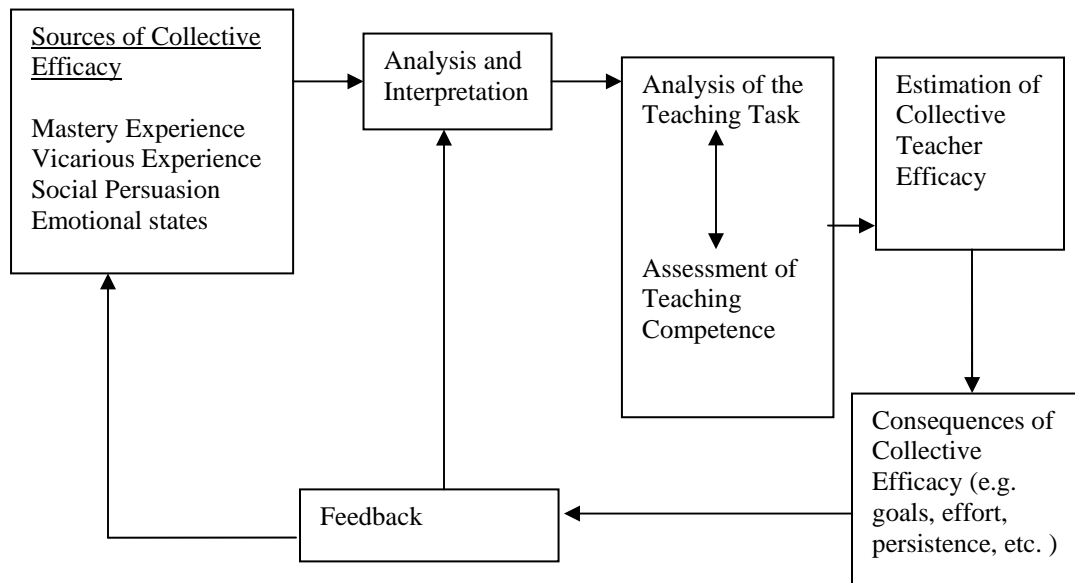 Sources of Collective
Efficacy
Mastery Experience
Vicarious Experience
Social Persuasion
Emotional states
Analysis and
Interpretation
Analysis of the
Teaching Task
Assessment of
Teaching
Competence
Estimation of
Collective
Teacher
Efficacy
Consequences of
Collective
Efficacy (e.g.
goals, effort,
persistence, etc. )
Feedback